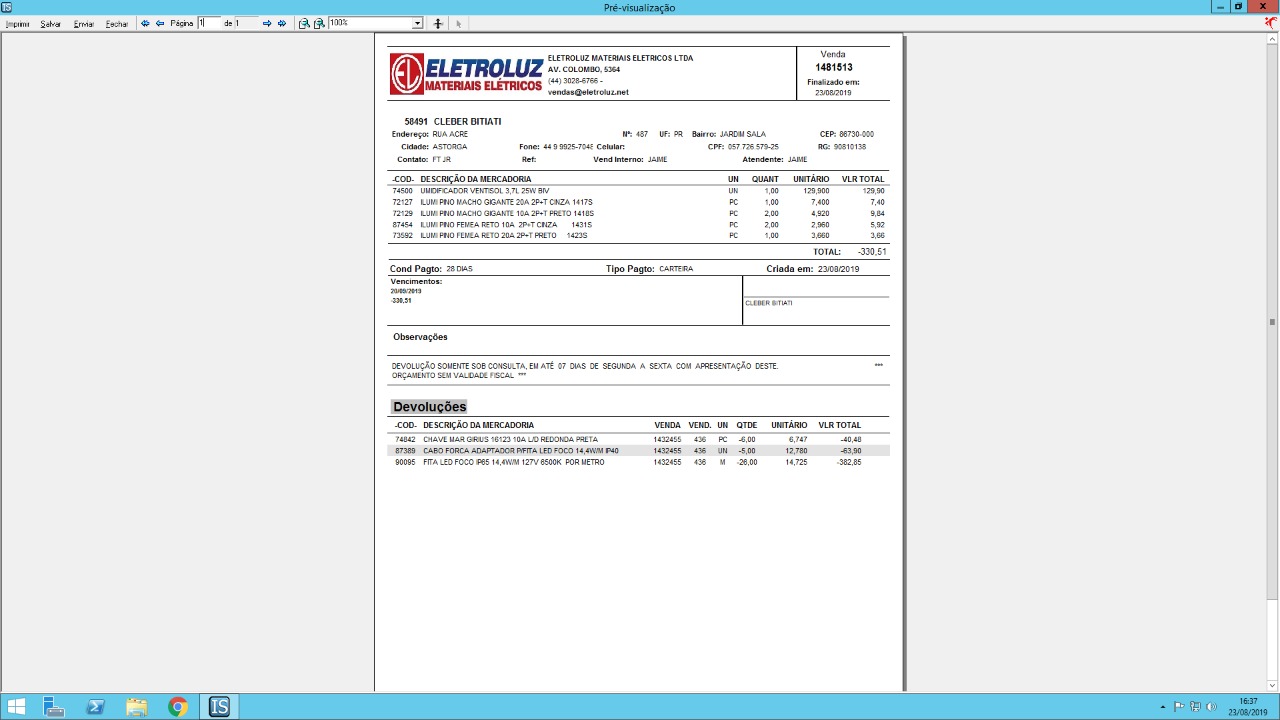 Pré-visualização
Imprimir Salvar Enviar Fechar Página 1 de 1 100%
ELETROLUZ
MATERIAIS ELÉTRICOS
ELETROLUZ MATERIAIS ELETRICOS LTDA
AV. COLOMBO, 5364
(44) 3028-6766 -
vendas@eletroluz.net
Venda
1481513
Finalizado em:
23/08/2019
58491 CLEBER BITIATI
Endereço: RUA ACRE Nº: 487 UF: PR Bairro: JARDIM SALA CEP: 86730-000
Cidade: ASTORGA Fone: 44 9 9925-7048 Celular: CPF: 057.726.579-25 RG: 90810138
Contato: FT JR Ref: Vend Interno: JAIME Atendente: JAIME
-COD- DESCRIÇÃO DA MERCADORIA UN QUANT UNITÁRIO VLR TOTAL
74500 UMIDIFICADOR VENTISOL 3,7L 25W BIV UN 1,00 129,900 129,90
72127 ILUMI PINO MACHO GIGANTE 20A 2P+T CINZA 1417S PC 1,00 7,400 7,40
72129 ILUMI PINO MACHO GIGANTE 10A 2P+T PRETO 1418S PC 2,00 4,920 9,84
87454 ILUMI PINO FEMEA RETO 10A 2P+T CINZA 1431S PC 2,00 2,960 5,92
73592 ILUMI PINO FEMEA RETO 20A 2P+T PRETO 1423S PC 1,00 3,660 3,66
TOTAL: -330,51
Cond Pagto: 28 DIAS Tipo Pagto: CARTEIRA Criada em: 23/08/2019
Vencimentos:
20/09/2019
-330,51
CLEBER BITIATI
Observações
DEVOLUÇÃO SOMENTE SOB CONSULTA, EM ATÉ 07 DIAS DE SEGUNDA A SEXTA COM APRESENTAÇÃO DESTE. ***
ORÇAMENTO SEM VALIDADE FISCAL ***
Devoluções
-COD- DESCRIÇÃO DA MERCADORIA VENDA VEND. UN QTDE UNITÁRIO VLR TOTAL
74842 CHAVE MAR GIRIUS 16123 10A L/D REDONDA PRETA 1432455 436 PC -6,00 6,747 -40,48
87389 CABO FORCA ADAPTADOR P/FITA LED FOCO 14,4W/M IP40 1432455 436 UN -5,00 12,780 -63,90
90095 FITA LED FOCO IP65 14,4W/M 127V 6500K POR METRO 1432455 436 M -26,00 14,725 -382,85
16:37
23/08/2019